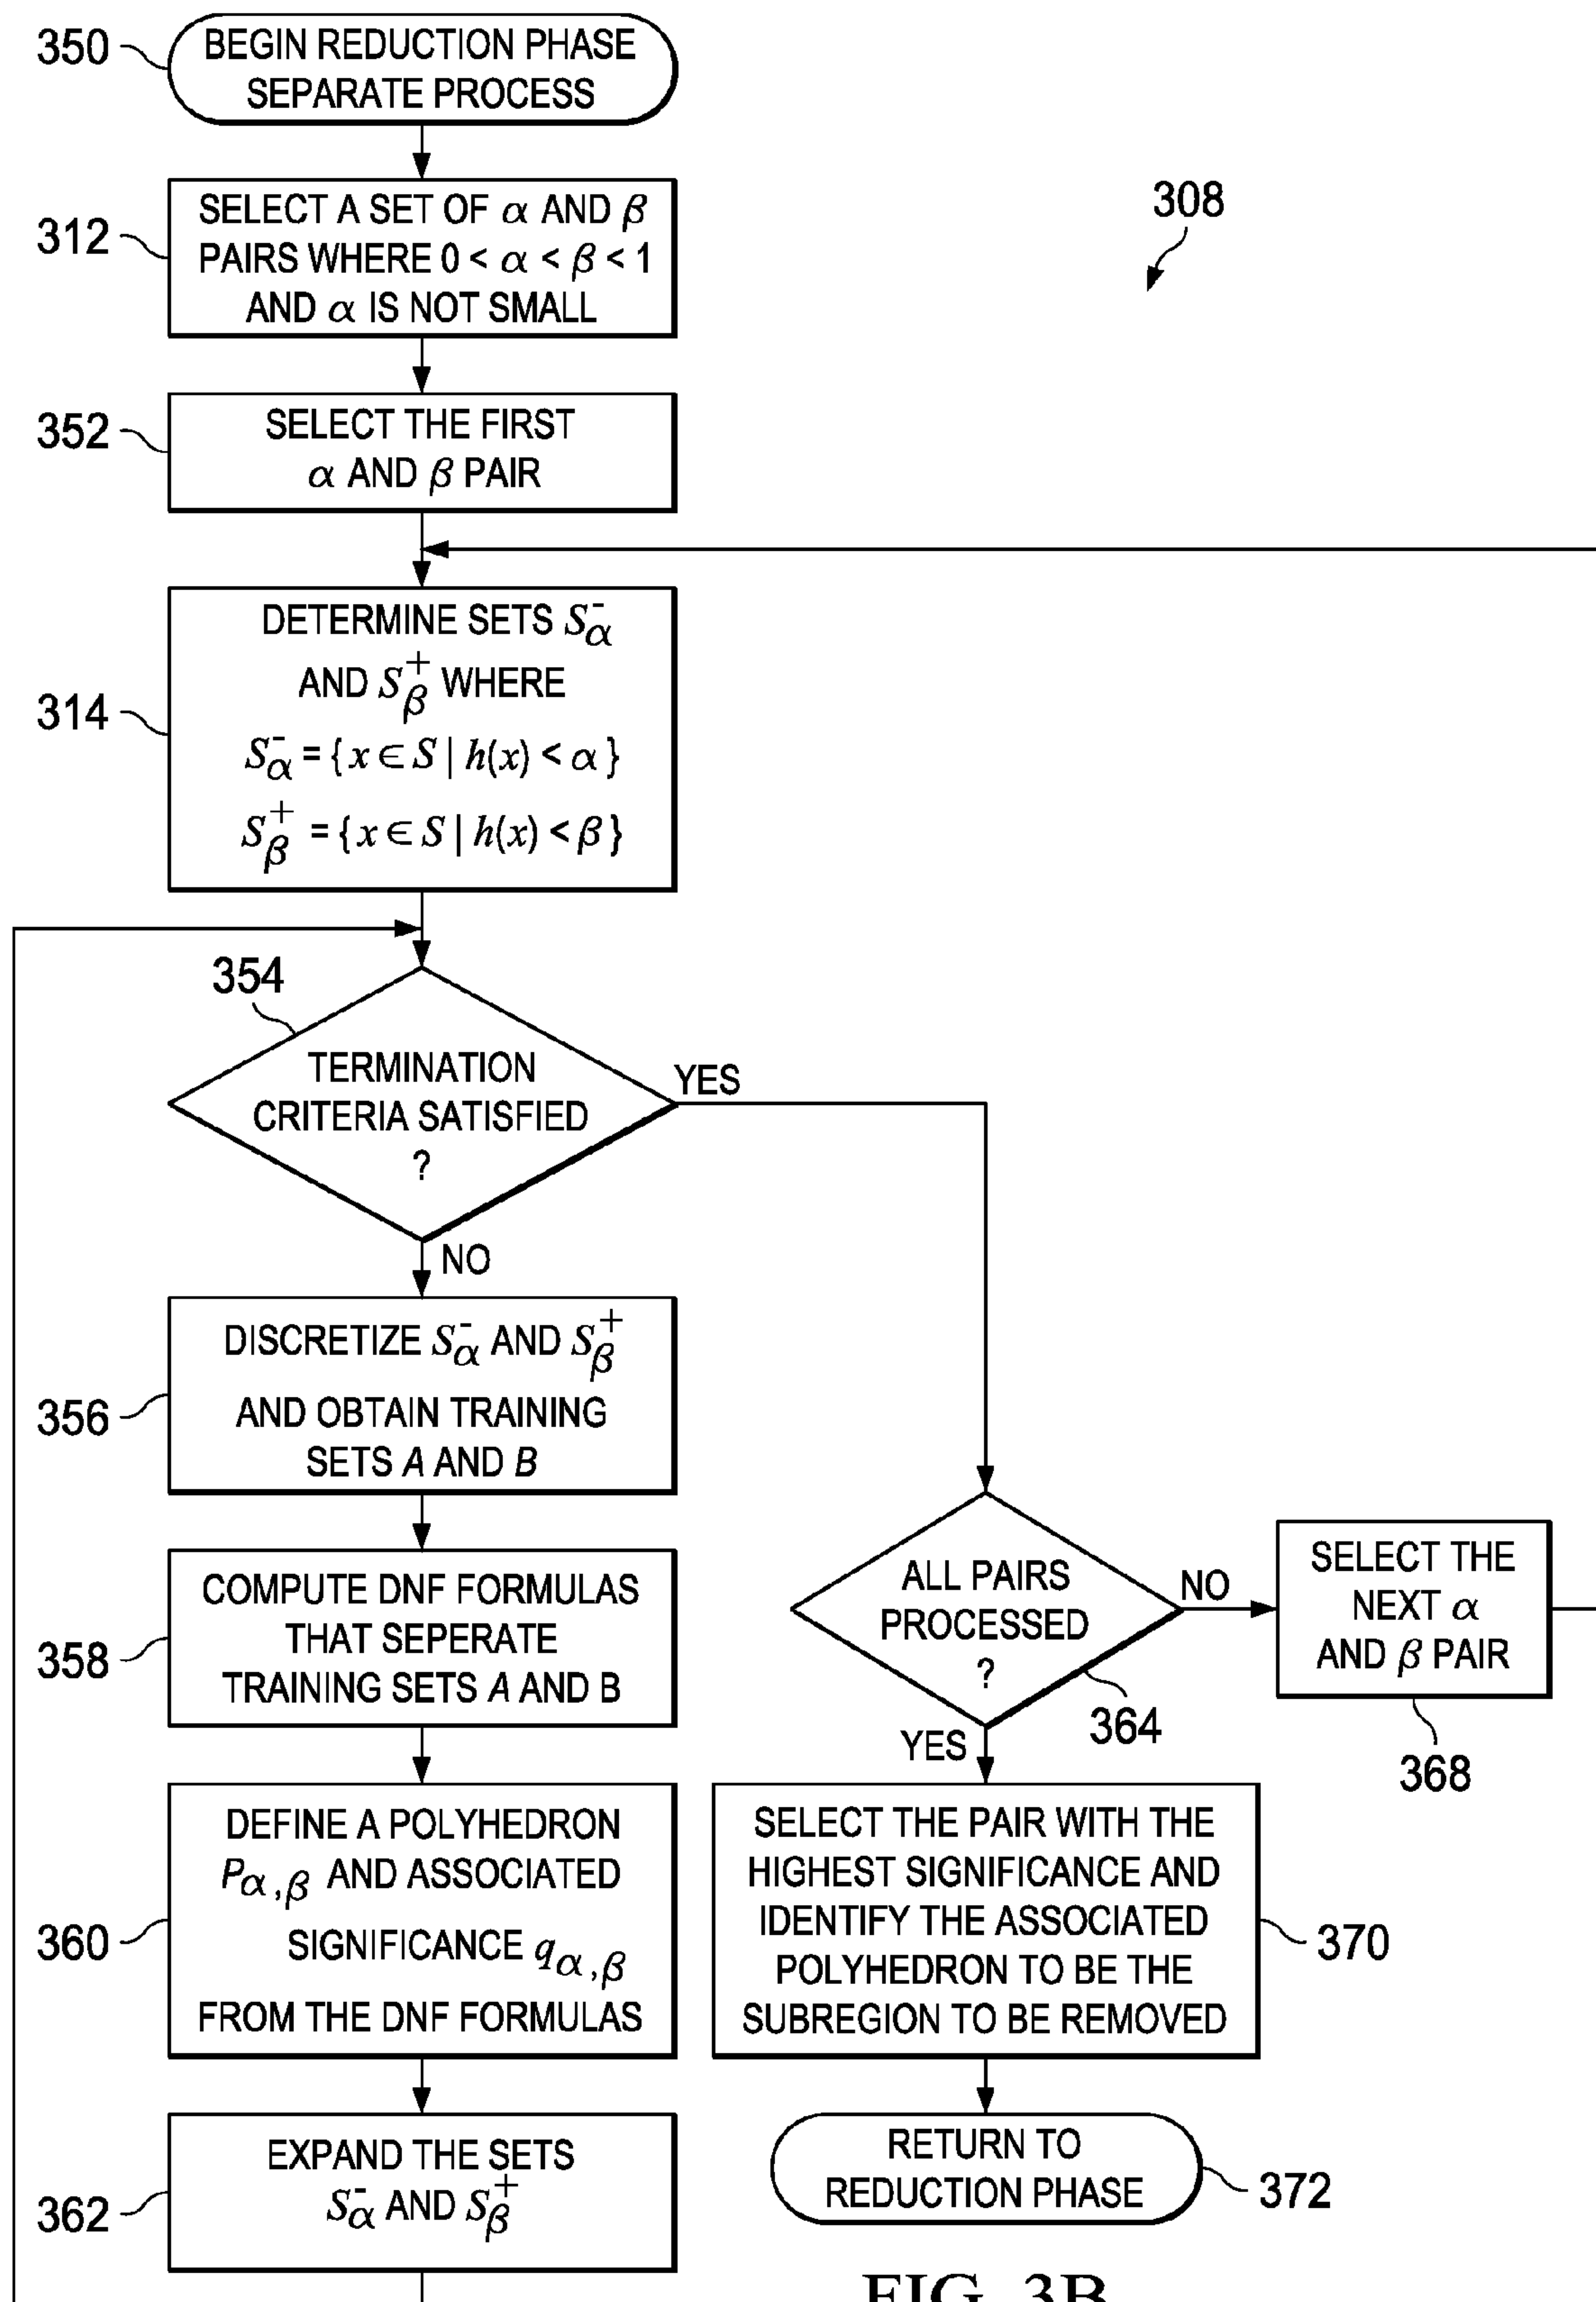 350
BEGIN REDUCTION PHASE
SEPARATE PROCESS
312
SELECT A SET OF α AND β
PAIRS WHERE 0 < α < β < 1
AND α IS NOT SMALL
308
352
SELECT THE FIRST
α AND β PAIR
314
DETERMINE SETS S⁻α
AND S⁺β WHERE
S⁻α = { x ∈ S | h(x) < α }
S⁺β = { x ∈ S | h(x) < β }
354
TERMINATION
CRITERIA SATISFIED
?
YES
NO
356
DISCRETIZE S⁻α AND S⁺β
AND OBTAIN TRAINING
SETS A AND B
358
COMPUTE DNF FORMULAS
THAT SEPERATE
TRAINING SETS A AND B
ALL PAIRS
PROCESSED
?
364
NO
YES
SELECT THE
NEXT α
AND β PAIR
368
360
DEFINE A POLYHEDRON
Pα,β AND ASSOCIATED
SIGNIFICANCE qα,β
FROM THE DNF FORMULAS
SELECT THE PAIR WITH THE
HIGHEST SIGNIFICANCE AND
IDENTIFY THE ASSOCIATED
POLYHEDRON TO BE THE
SUBREGION TO BE REMOVED
370
362
EXPAND THE SETS
S⁻α AND S⁺β
RETURN TO
REDUCTION PHASE
372
FIG. 3B